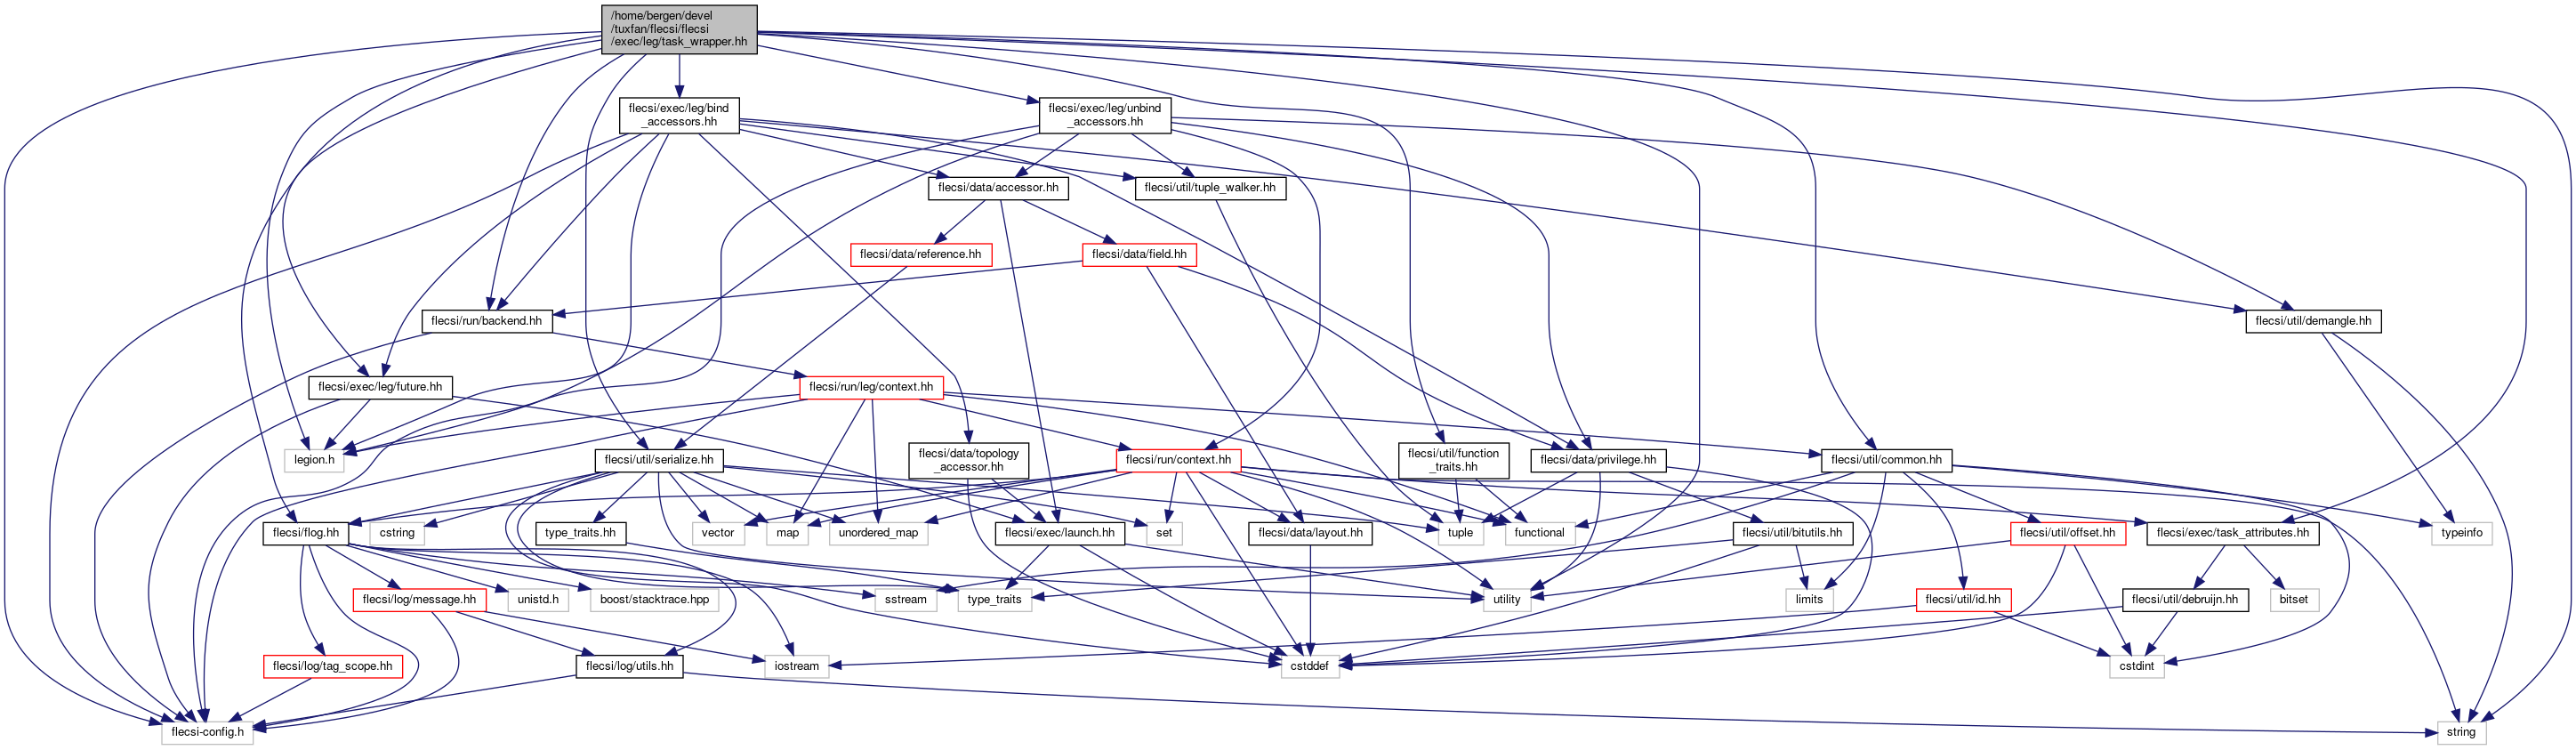 /home/bergen/devel
/tuxfan/flecsi/flecsi
/exec/leg/task_wrapper.hh
flecsi/exec/leg/bind
_accessors.hh
flecsi/exec/leg/unbind
_accessors.hh
flecsi/data/accessor.hh
flecsi/util/tuple_walker.hh
flecsi/data/reference.hh
flecsi/data/field.hh
flecsi/run/backend.hh
flecsi/util/demangle.hh
flecsi/exec/leg/future.hh
flecsi/run/leg/context.hh
legion.h
flecsi/util/serialize.hh
flecsi/data/topology
_accessor.hh
flecsi/run/context.hh
flecsi/util/function
_traits.hh
flecsi/data/privilege.hh
flecsi/util/common.hh
flecsi/flog.hh
cstring
type_traits.hh
vector
map
unordered_map
set
flecsi/exec/launch.hh
flecsi/data/layout.hh
tuple
functional
flecsi/util/bitutils.hh
flecsi/util/offset.hh
flecsi/exec/task_attributes.hh
typeinfo
flecsi/log/message.hh
unistd.h
boost/stacktrace.hpp
sstream
type_traits
utility
limits
flecsi/util/id.hh
flecsi/util/debruijn.hh
bitset
flecsi/log/tag_scope.hh
flecsi/log/utils.hh
iostream
cstddef
cstdint
flecsi-config.h
string